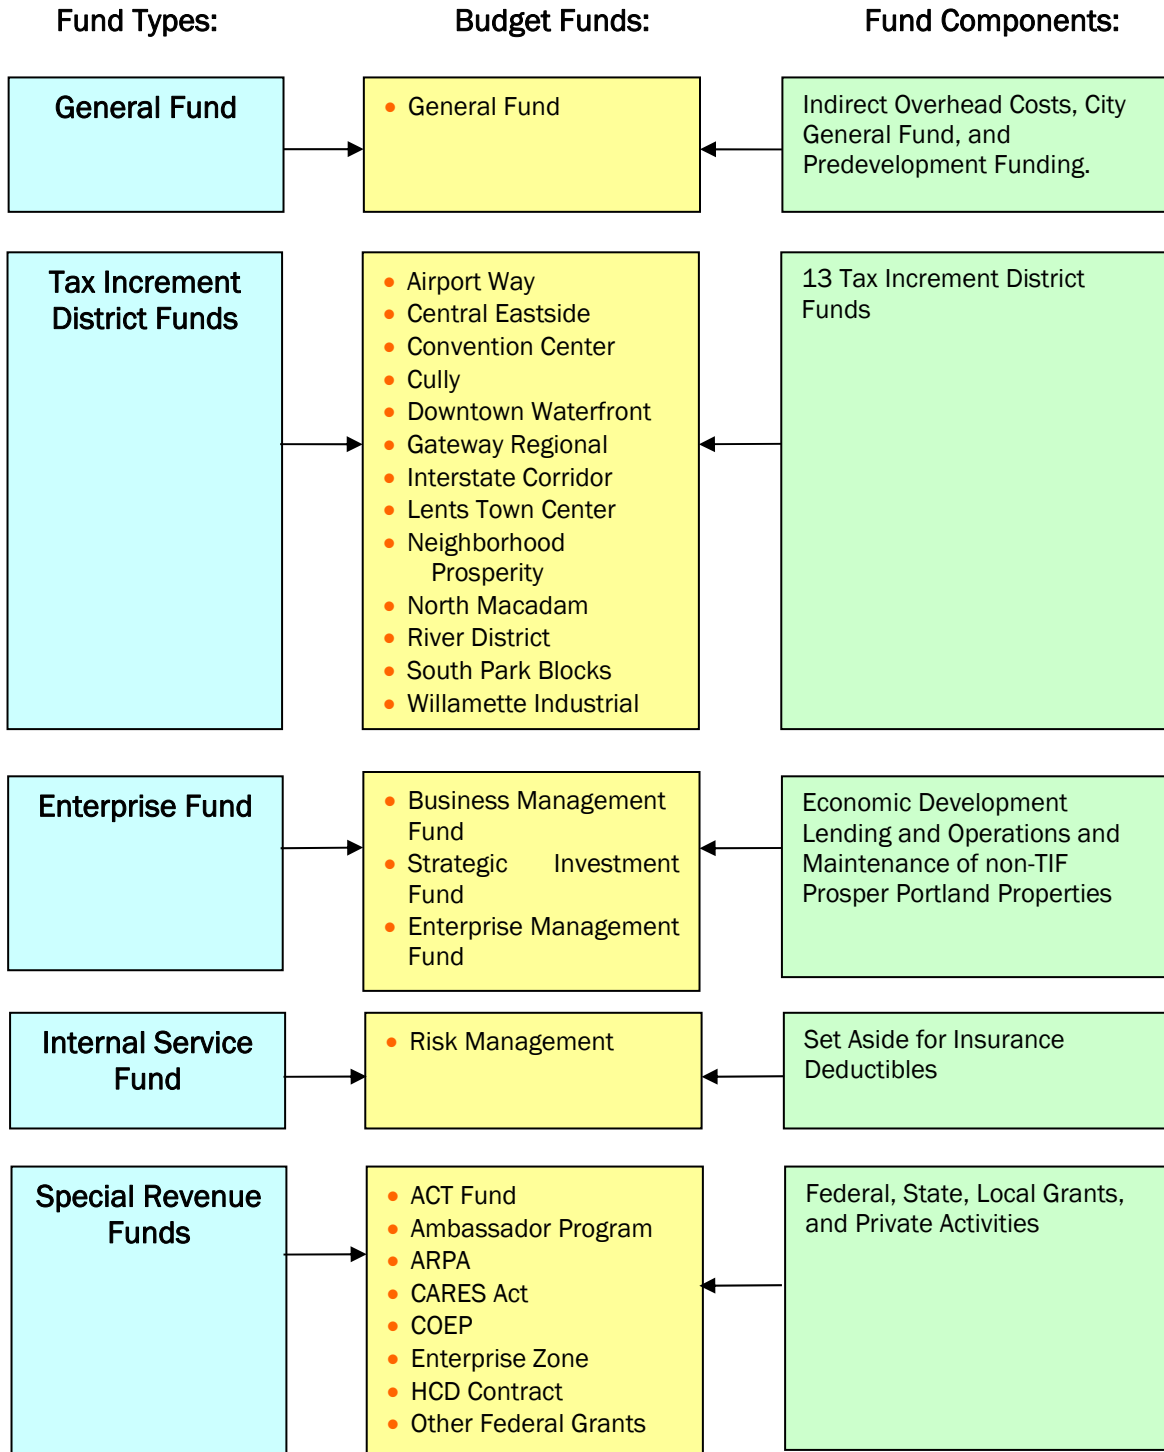 Fund Types:
Budget Funds:
Fund Components:
General Fund
• General Fund
Indirect Overhead Costs, City
General Fund, and
Predevelopment Funding.
Tax Increment
District Funds
• Airport Way
• Central Eastside
• Convention Center
• Cully
• Downtown Waterfront
• Gateway Regional
• Interstate Corridor
• Lents Town Center
• Neighborhood
Prosperity
• North Macadam
• River District
• South Park Blocks
• Willamette Industrial
13 Tax Increment District
Funds
Enterprise Fund
• Business Management
Fund
• Strategic Investment
Fund
• Enterprise Management
Fund
Economic Development
Lending and Operations and
Maintenance of non-TIF
Prosper Portland Properties
Internal Service
Fund
• Risk Management
Set Aside for Insurance
Deductibles
Special Revenue
Funds
• ACT Fund
• Ambassador Program
• ARPA
• CARES Act
• COEP
• Enterprise Zone
• HCD Contract
• Other Federal Grants
Federal, State, Local Grants,
and Private Activities